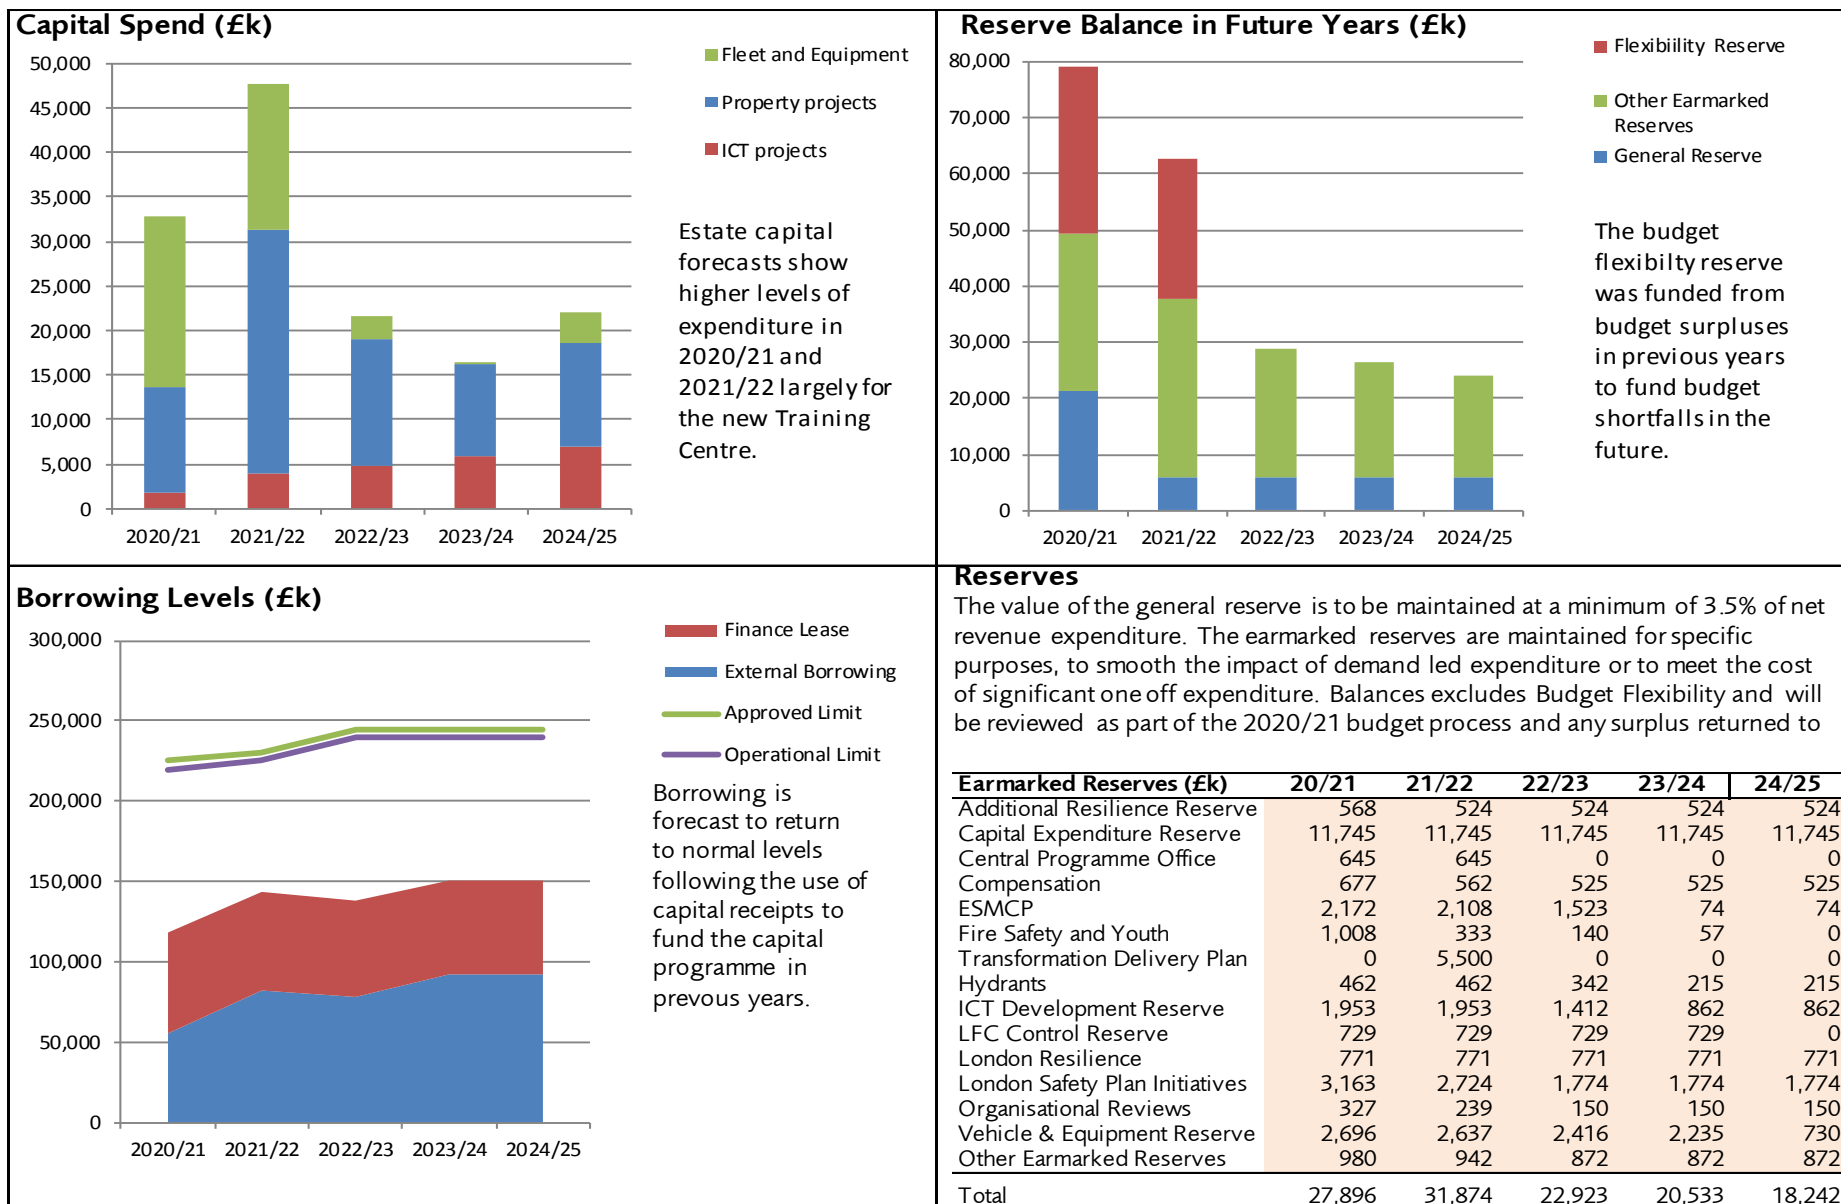 Capital Spend (£k)
Fleet and Equipment
Property projects
ICT projects
50,000
45,000
40,000
35,000
30,000
25,000
20,000
15,000
10,000
5,000
0
2020/21 2021/22 2022/23 2023/24 2024/25
Estate capital
forecasts show
higher levels of
expenditure in
2020/21 and
2021/22 largely for
the new Training
Centre.
Reserve Balance in Future Years (£k)
Flexibiility Reserve
Other Earmarked
Reserves
General Reserve
80,000
70,000
60,000
50,000
40,000
30,000
20,000
10,000
0
2020/21 2021/22 2022/23 2023/24 2024/25
The budget
flexibilty reserve
was funded from
budget surpluses
in previous years
to fund budget
shortfalls in the
future.
Borrowing Levels (£k)
Finance Lease
External Borrowing
Approved Limit
Operational Limit
300,000
250,000
200,000
150,000
100,000
50,000
0
2020/21 2021/22 2022/23 2023/24 2024/25
Borrowing is
forecast to return
to normal levels
following the use of
capital receipts to
fund the capital
programme in
prevous years.
Reserves
The value of the general reserve is to be maintained at a minimum of 3.5% of net
revenue expenditure. The earmarked reserves are maintained for specific
purposes, to smooth the impact of demand led expenditure or to meet the cost
of significant one off expenditure. Balances excludes Budget Flexibility and will
be reviewed as part of the 2020/21 budget process and any surplus returned to
Earmarked Reserves (£k) 20/21 21/22 22/23 23/24 24/25
Additional Resilience Reserve 568 524 524 524 524
Capital Expenditure Reserve 11,745 11,745 11,745 11,745 11,745
Central Programme Office 645 645 0 0 0
Compensation 677 562 525 525 525
ESMCP 2,172 2,108 1,523 74 74
Fire Safety and Youth 1,008 333 140 57 0
Transformation Delivery Plan 0 5,500 0 0 0
Hydrants 462 462 342 215 215
ICT Development Reserve 1,953 1,953 1,412 862 862
LFC Control Reserve 729 729 729 729 0
London Resilience 771 771 771 771 771
London Safety Plan Initiatives 3,163 2,724 1,774 1,774 1,774
Organisational Reviews 327 239 150 150 150
Vehicle & Equipment Reserve 2,696 2,637 2,416 2,235 730
Other Earmarked Reserves 980 942 872 872 872
Total 27,896 31,874 22,923 20,533 18,242